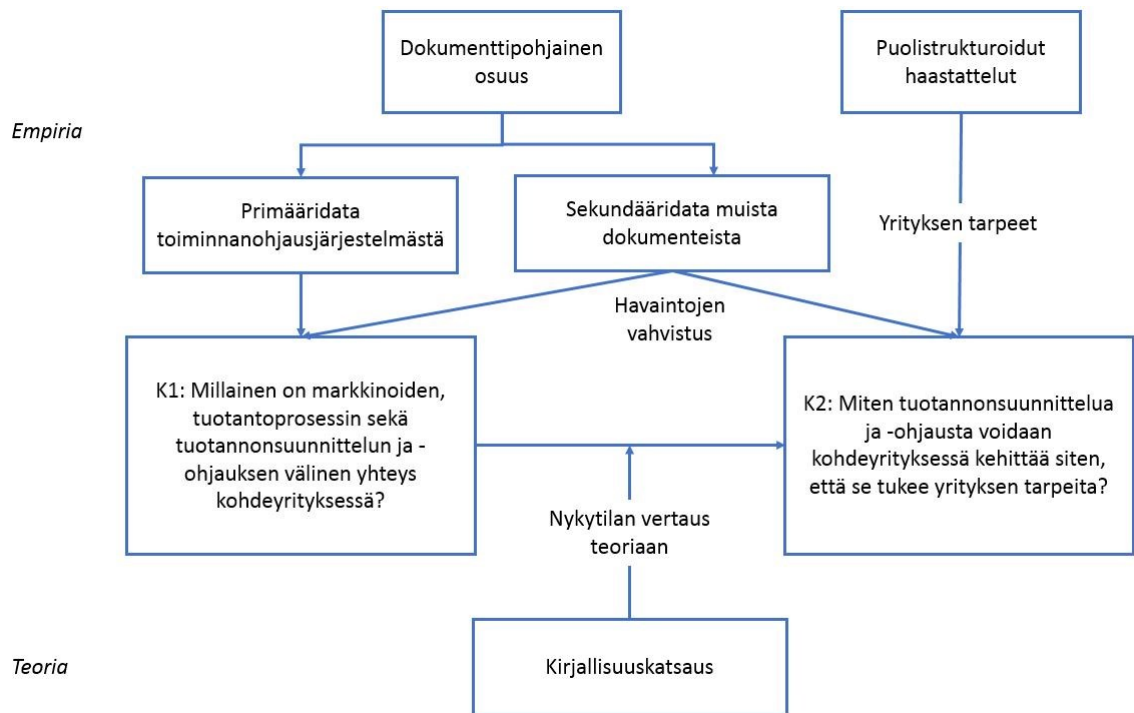 Dokumenttipohjainen
osuus
Puolistrukturoidut
haastattelut
Empiria
Primääridata
toiminnanohjausjärjestelmästä
Sekundääridata muista
dokumenteista
Yrityksen tarpeet
Havaintojen
vahvistus
K1: Millainen on markkinoiden,
tuotantoprosessin sekä
tuotannonsuunnittelun ja -
ohjauksen välinen yhteys
kohdeyrityksessä?
K2: Miten tuotannonsuunnittelua
ja -ohjausta voidaan
kohdeyrityksessä kehittää siten,
että se tukee yrityksen tarpeita?
Nykytilan vertaus
teoriaan
Teoria
Kirjallisuuskatsaus